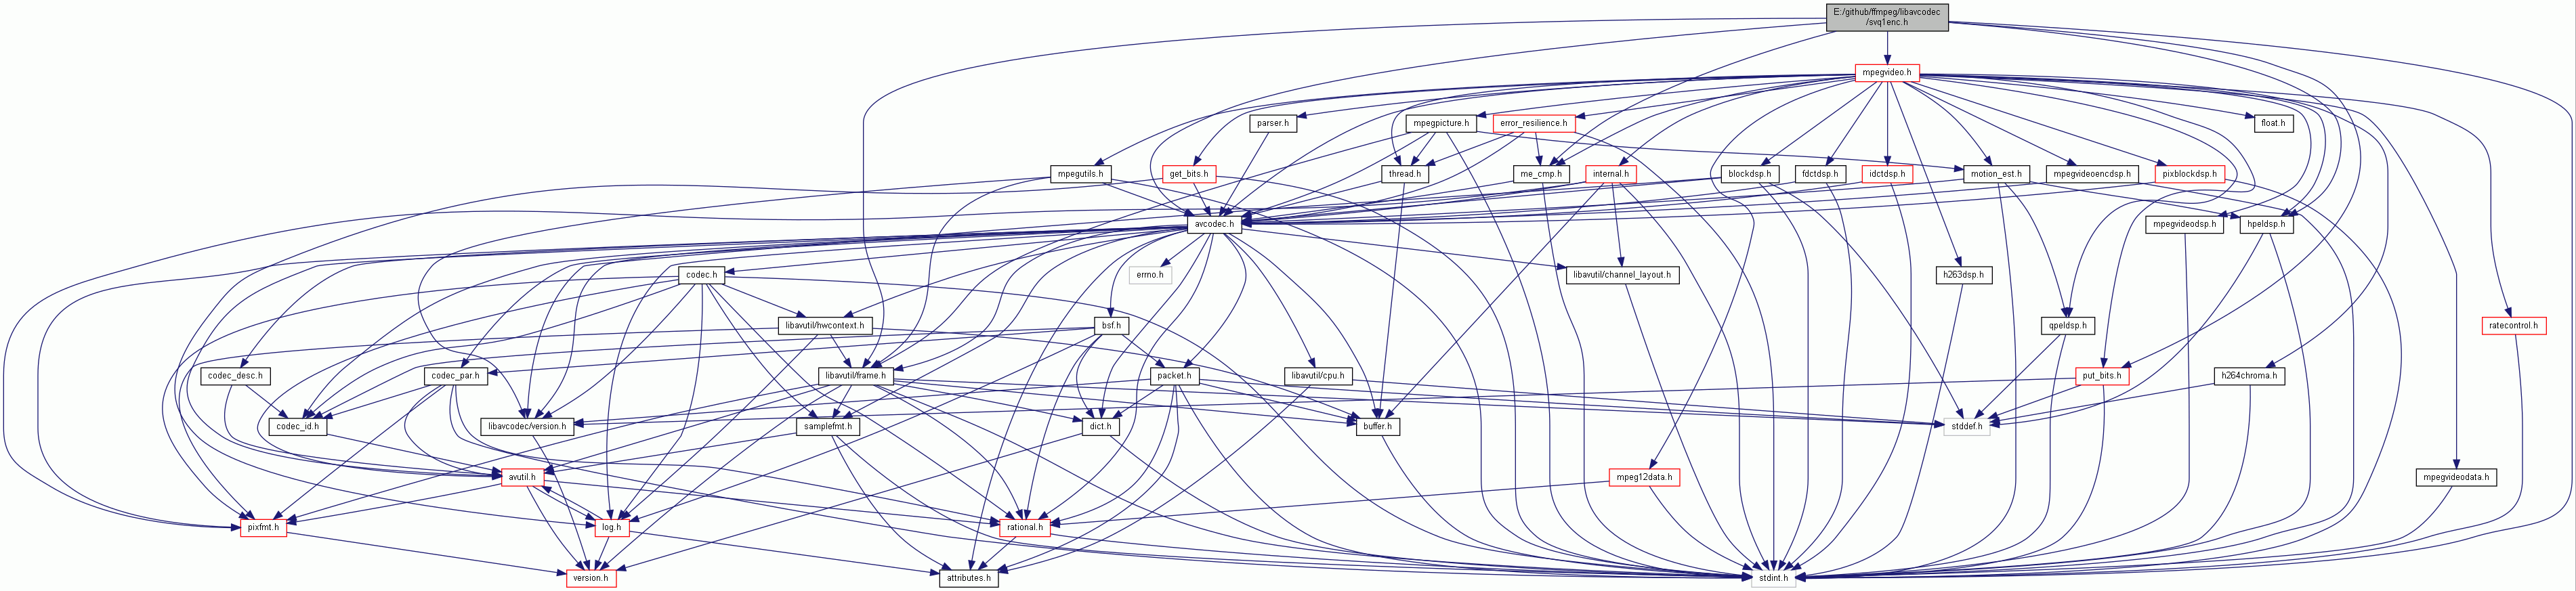 E:/github/ffmpeg/libavcodec
/svq1enc.h
mpegvideo.h
parser.h
mpegpicture.h
error_resilience.h
float.h
mpegutils.h
get_bits.h
thread.h
me_cmp.h
internal.h
blockdsp.h
fdctdsp.h
idctdsp.h
motion_est.h
mpegvideoencdsp.h
pixblockdsp.h
avcodec.h
mpegvideodsp.h
hpeldsp.h
codec.h
errno.h
libavutil/channel_layout.h
h263dsp.h
libavutil/hwcontext.h
bsf.h
qpeldsp.h
ratecontrol.h
codec_desc.h
codec_par.h
libavutil/frame.h
packet.h
libavutil/cpu.h
put_bits.h
h264chroma.h
codec_id.h
libavcodec/version.h
samplefmt.h
dict.h
buffer.h
stddef.h
avutil.h
mpeg12data.h
mpegvideodata.h
pixfmt.h
log.h
rational.h
version.h
attributes.h
stdint.h